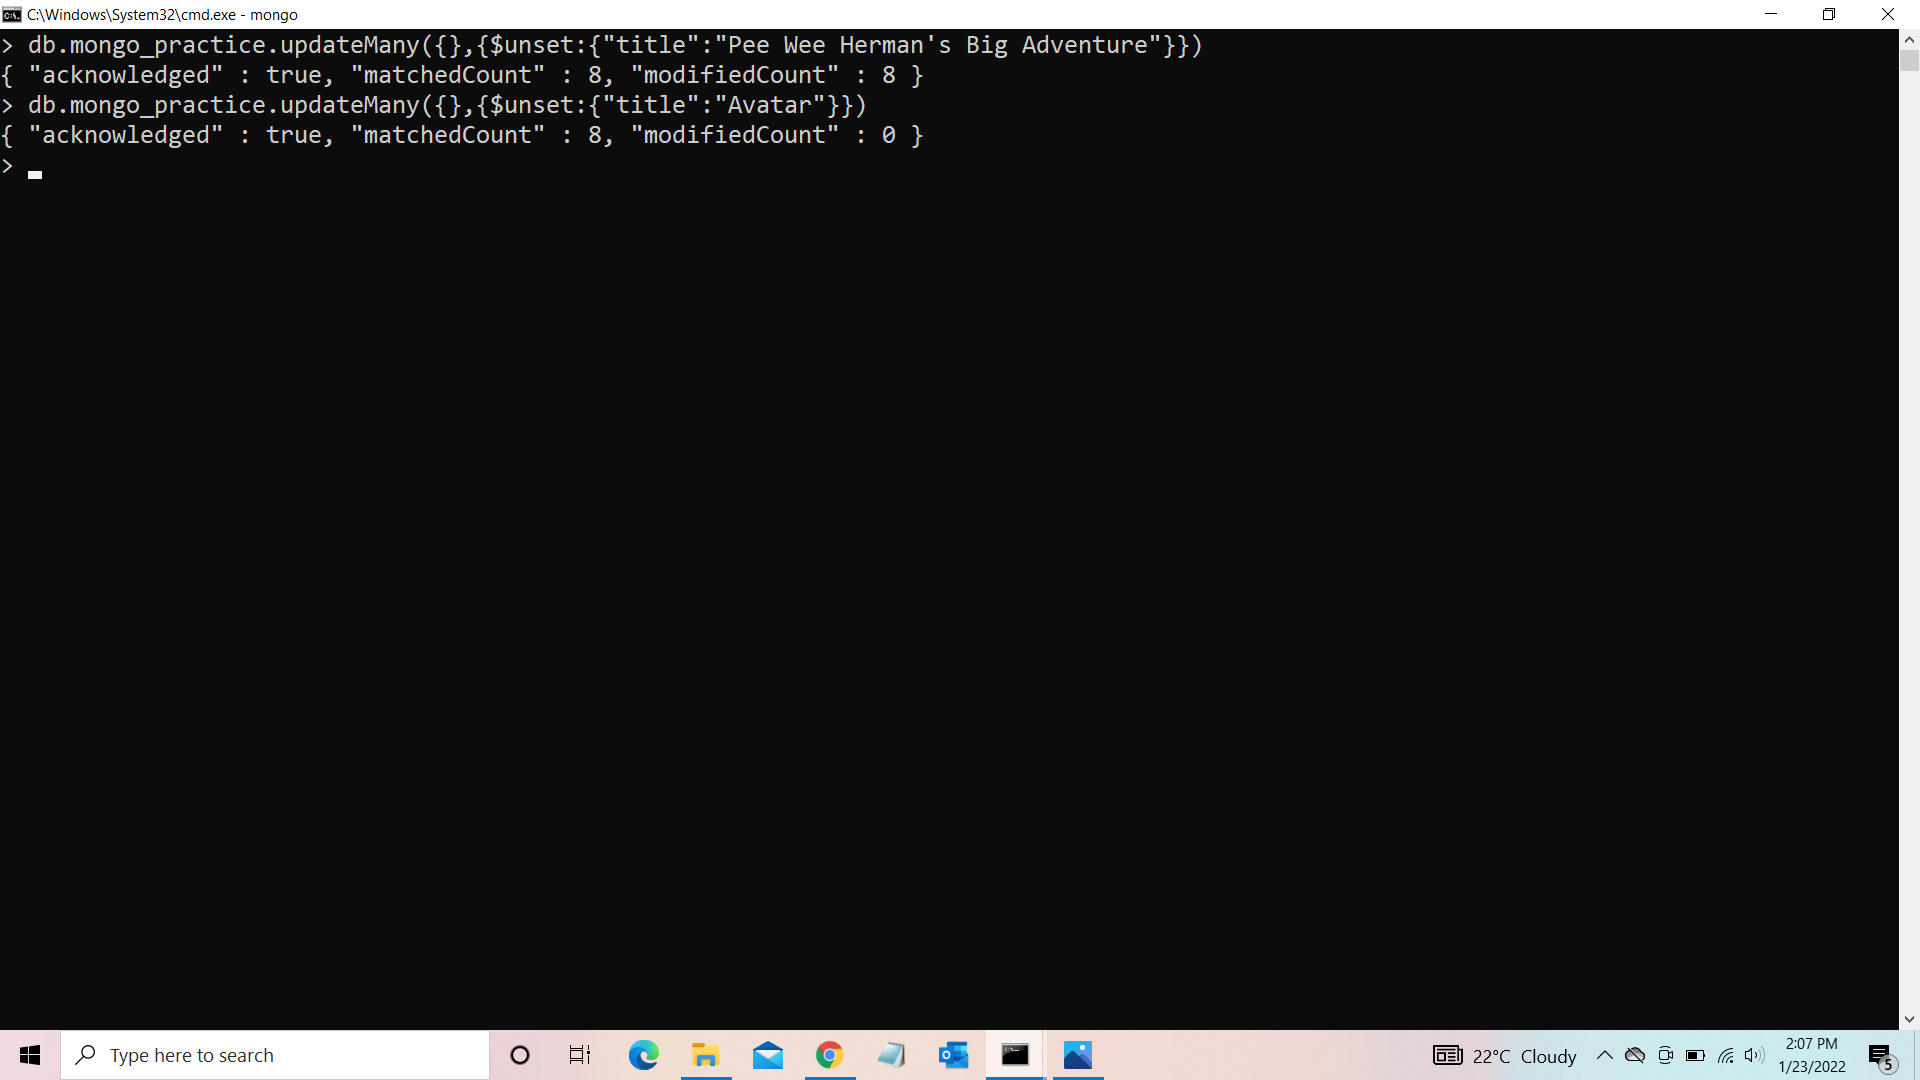 C:\Windows\System32\cmd.exe - mongo
> db.mongo_practice.updateMany({},{$unset:{"title":"Pee Wee Herman's Big Adventure"}})
{ "acknowledged" : true, "matchedCount" : 8, "modifiedCount" : 8 }
> db.mongo_practice.updateMany({},{$unset:{"title":"Avatar"}})
{ "acknowledged" : true, "matchedCount" : 8, "modifiedCount" : 0 }
>
Type here to search
22°C Cloudy
2:07 PM
1/23/2022
5